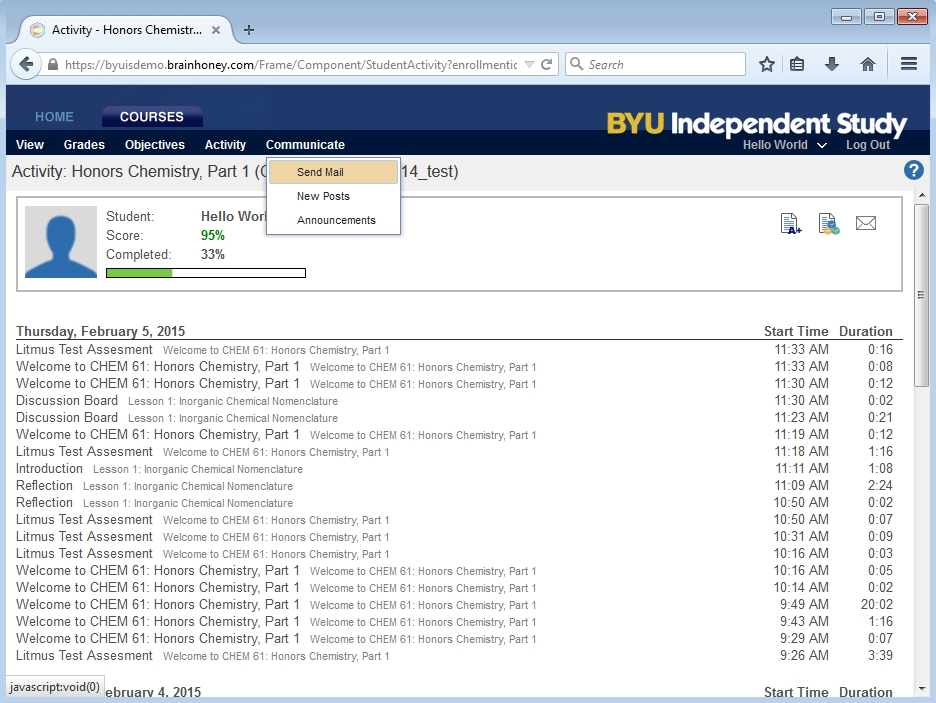 Activity - Honors Chemistr...
https://byuisdemo.brainhoney.com/Frame/Component/StudentActivity?enrollmentic
Search
HOME COURSES
BYU Independent Study
View Grades Objectives Activity Communicate
Hello World Log Out
Activity: Honors Chemistry, Part 1 ( 14_test)
Send Mail
New Posts
Announcements
Student: Hello
Score: 95%
Completed: 33%
A+
Thursday, February 5, 2015 Start Time Duration
Litmus Test Assesment Welcome to CHEM 61: Honors Chemistry, Part 1 11:33 AM 0:16
Welcome to CHEM 61: Honors Chemistry, Part 1 Welcome to CHEM 61: Honors Chemistry, Part 1 11:33 AM 0:08
Welcome to CHEM 61: Honors Chemistry, Part 1 Welcome to CHEM 61: Honors Chemistry, Part 1 11:30 AM 0:12
Discussion Board Lesson 1: Inorganic Chemical Nomenclature 11:30 AM 0:02
Discussion Board Lesson 1: Inorganic Chemical Nomenclature 11:23 AM 0:21
Welcome to CHEM 61: Honors Chemistry, Part 1 Welcome to CHEM 61: Honors Chemistry, Part 1 11:19 AM 0:12
Litmus Test Assesment Welcome to CHEM 61: Honors Chemistry, Part 1 11:18 AM 1:16
Introduction Lesson 1: Inorganic Chemical Nomenclature 11:11 AM 1:08
Reflection Lesson 1: Inorganic Chemical Nomenclature 11:09 AM 2:24
Reflection Lesson 1: Inorganic Chemical Nomenclature 10:50 AM 0:02
Litmus Test Assesment Welcome to CHEM 61: Honors Chemistry, Part 1 10:50 AM 0:07
Litmus Test Assesment Welcome to CHEM 61: Honors Chemistry, Part 1 10:31 AM 0:09
Litmus Test Assesment Welcome to CHEM 61: Honors Chemistry, Part 1 10:16 AM 0:03
Welcome to CHEM 61: Honors Chemistry, Part 1 Welcome to CHEM 61: Honors Chemistry, Part 1 10:16 AM 0:05
Welcome to CHEM 61: Honors Chemistry, Part 1 Welcome to CHEM 61: Honors Chemistry, Part 1 10:14 AM 0:02
Welcome to CHEM 61: Honors Chemistry, Part 1 Welcome to CHEM 61: Honors Chemistry, Part 1 9:49 AM 20:02
Welcome to CHEM 61: Honors Chemistry, Part 1 Welcome to CHEM 61: Honors Chemistry, Part 1 9:43 AM 1:16
Welcome to CHEM 61: Honors Chemistry, Part 1 Welcome to CHEM 61: Honors Chemistry, Part 1 9:29 AM 0:07
Litmus Test Assesment Welcome to CHEM 61: Honors Chemistry, Part 1 9:26 AM 3:39
javascript:void(0) ebruary 4, 2015 Start Time Duration